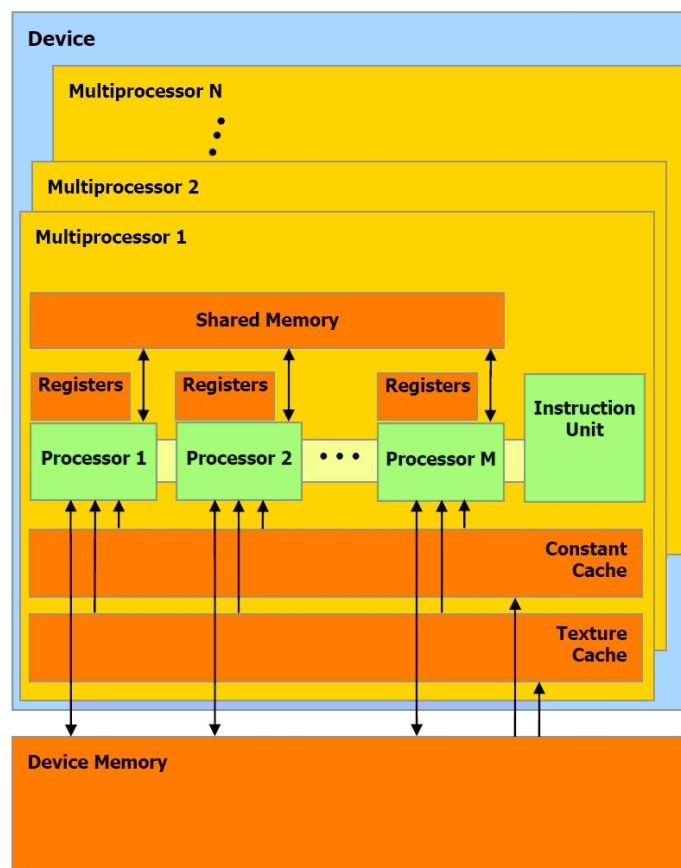 Device
Multiprocessor N
Multiprocessor 2
Multiprocessor 1
Shared Memory
Registers
Registers
Registers
Instruction
Unit
Processor 1
Processor 2
Processor M
Constant
Cache
Texture
Cache
Device Memory